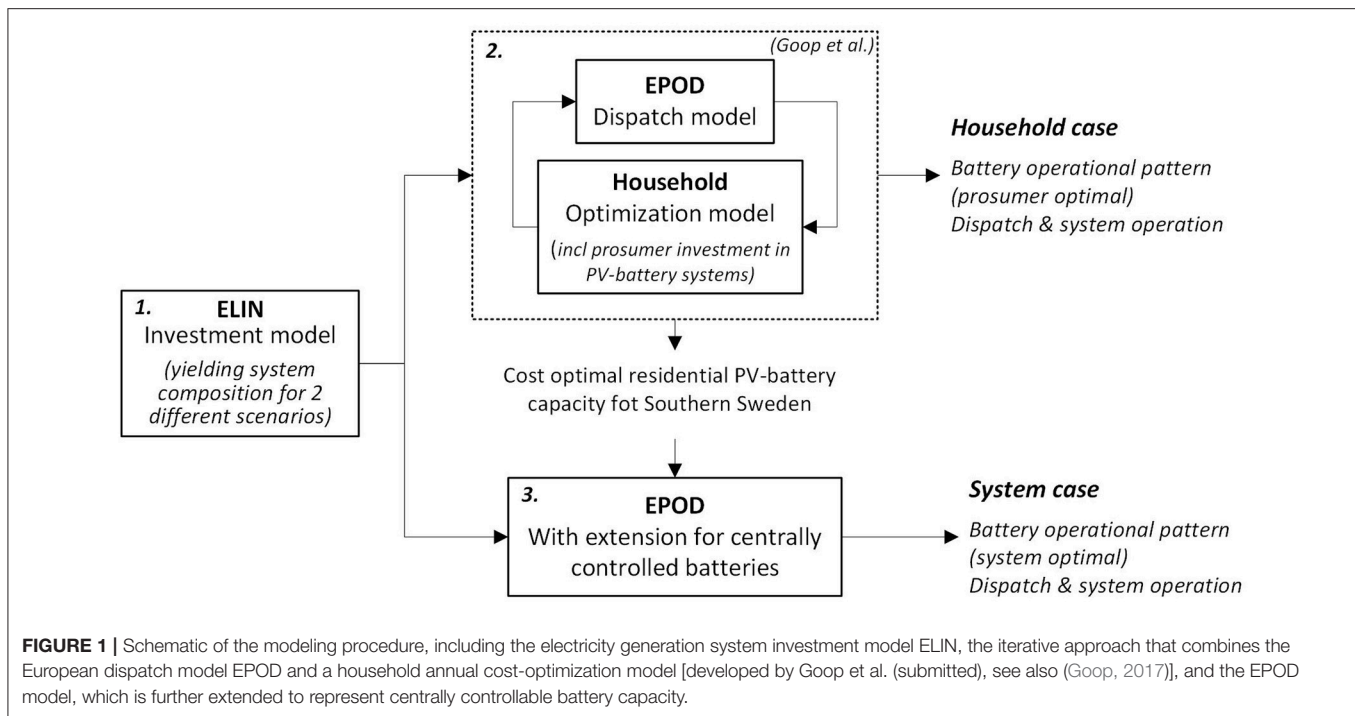 2.
(Goop et al.)
EPOD
Dispatch model
Household
Optimization model
(incl prosumer investment in
PV-battery systems)
Household case
Battery operational pattern
(prosumer optimal)
Dispatch & system operation
1.
ELIN
Investment model
(yielding system
composition for 2
different scenarios)
Cost optimal residential PV-battery
capacity fot Southern Sweden
3.
EPOD
With extension for centrally
controlled batteries
System case
Battery operational pattern
(system optimal)
Dispatch & system operation
FIGURE 1 | Schematic of the modeling procedure, including the electricity generation system investment model ELIN, the iterative approach that combines the
European dispatch model EPOD and a household annual cost-optimization model [developed by Goop et al. (submitted), see also (Goop, 2017)], and the EPOD
model, which is further extended to represent centrally controllable battery capacity.